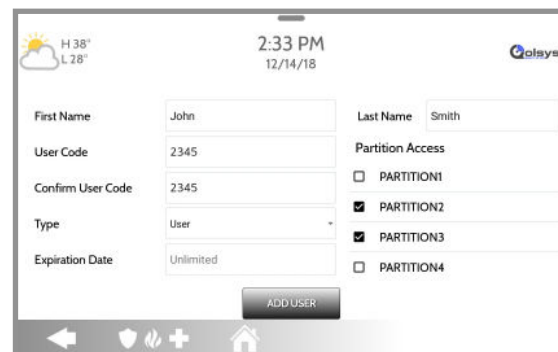 H 38°
L 28°
2:33 PM
12/14/18
Qolsys
First Name John
Last Name Smith
User Code 2345
Partition Access
Confirm User Code 2345
PARTITION1
PARTITION2
Type User
PARTITION3
Expiration Date Unlimited
PARTITION4
ADD USER